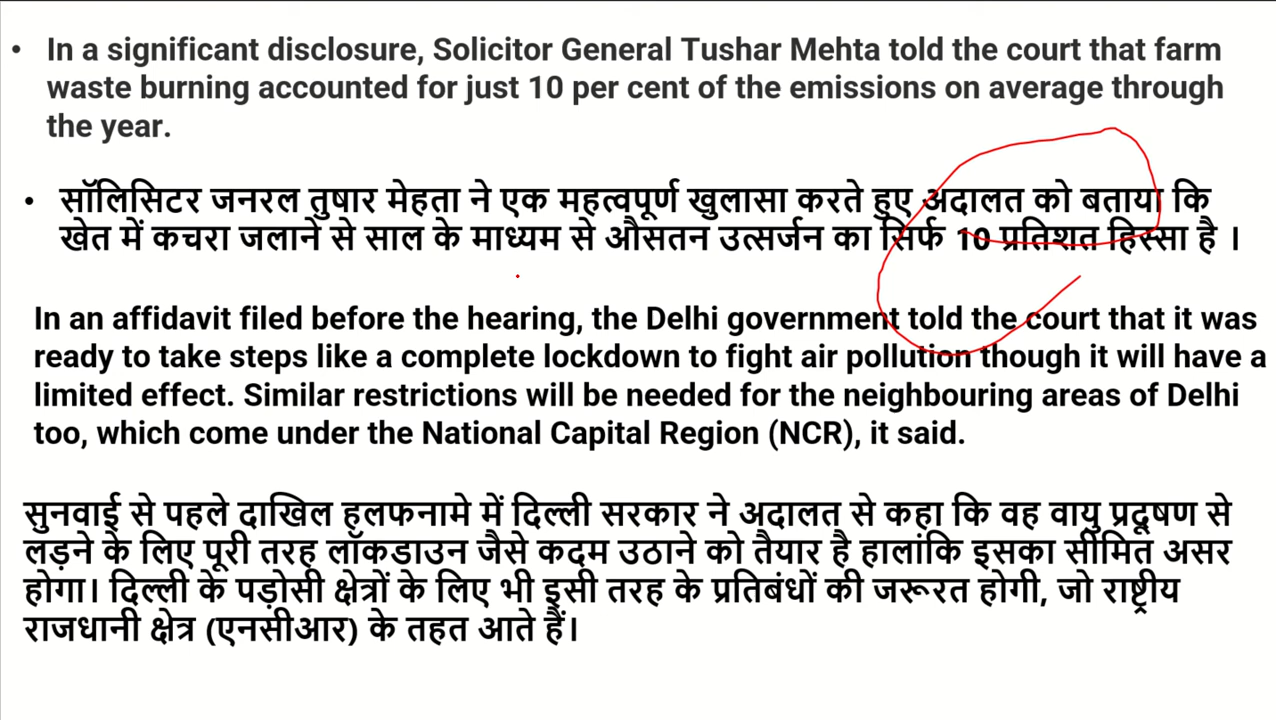 • In a significant disclosure, Solicitor General Tushar Mehta told the court that farm
waste burning accounted for just 10 per cent of the emissions on average through
the year.
• सॉलिसिटर जनरल तुषार मेहता ने एक महत्वपूर्ण खुलासा करते हुए अदालत को बताया कि
खेत में कचरा जलाने से साल के माध्यम से औसतन उत्सर्जन का सिर्फ 10 प्रतिशत हिस्सा है ।
In an affidavit filed before the hearing, the Delhi government told the court that it was
ready to take steps like a complete lockdown to fight air pollution though it will have a
limited effect. Similar restrictions will be needed for the neighbouring areas of Delhi
too, which come under the National Capital Region (NCR), it said.
सुनवाई से पहले दाखिल हलफनामे में दिल्ली सरकार ने अदालत से कहा कि वह वायु प्रदूषण से
लड़ने के लिए पूरी तरह लॉकडाउन जैसे कदम उठाने को तैयार है हालांकि इसका सीमित असर
होगा। दिल्ली के पड़ोसी क्षेत्रों के लिए भी इसी तरह के प्रतिबंधों की जरूरत होगी, जो राष्ट्रीय
राजधानी क्षेत्र (एनसीआर) के तहत आते हैं।